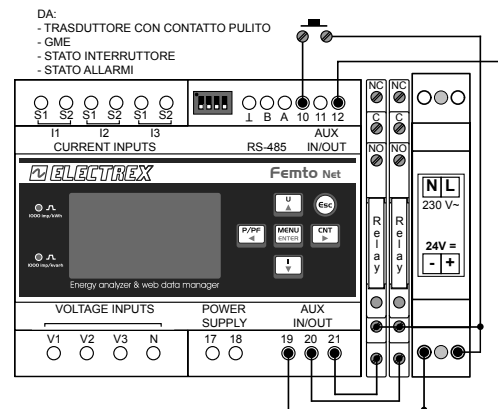 DA:
- TRASDUTTORE CON CONTATTO PULITO
- GME
- STATO INTERRUTTORE
- STATO ALLARMI
NC NC
S1 S2 S1 S2 S1 S2
⊥ B A 10 11 12
C C
I1 I2 I3
CURRENT INPUTS
RS-485
AUX
IN/OUT
NO NO
ELECTREX
Femto Net
1000 imp/kWh
1000 imp/kvarh
U
Esc
P/PF
MENU
ENTER
CNT
I
Energy analyzer & web data manager
Relay
Relay
N L
230 V~
24V =
- +
VOLTAGE INPUTS
POWER
SUPPLY
AUX
IN/OUT
V1 V2 V3 N
17 18
19 20 21